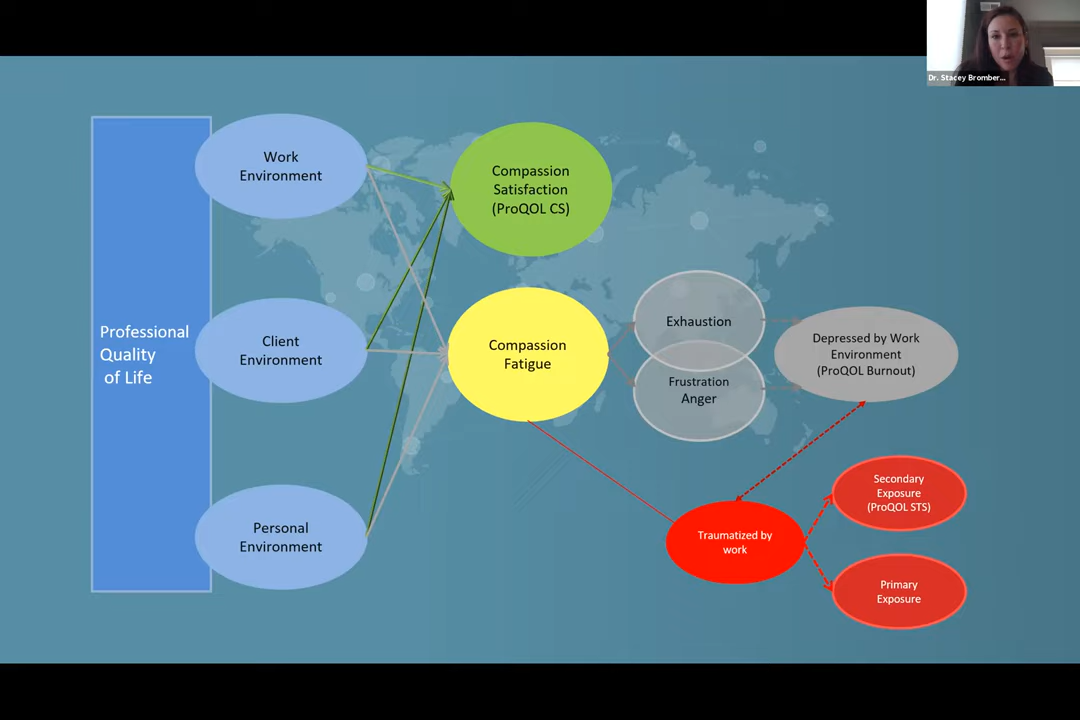 Dr. Stacey Bromber...
Work
Environment
Compassion
Satisfaction
(ProQOL CS)
Professional
Quality
of Life
Client
Environment
Compassion
Fatigue
Exhaustion
Frustration
Anger
Depressed by Work
Environment
(ProQOL Burnout)
Personal
Environment
Traumatized by
work
Secondary
Exposure
(ProQOL STS)
Primary
Exposure